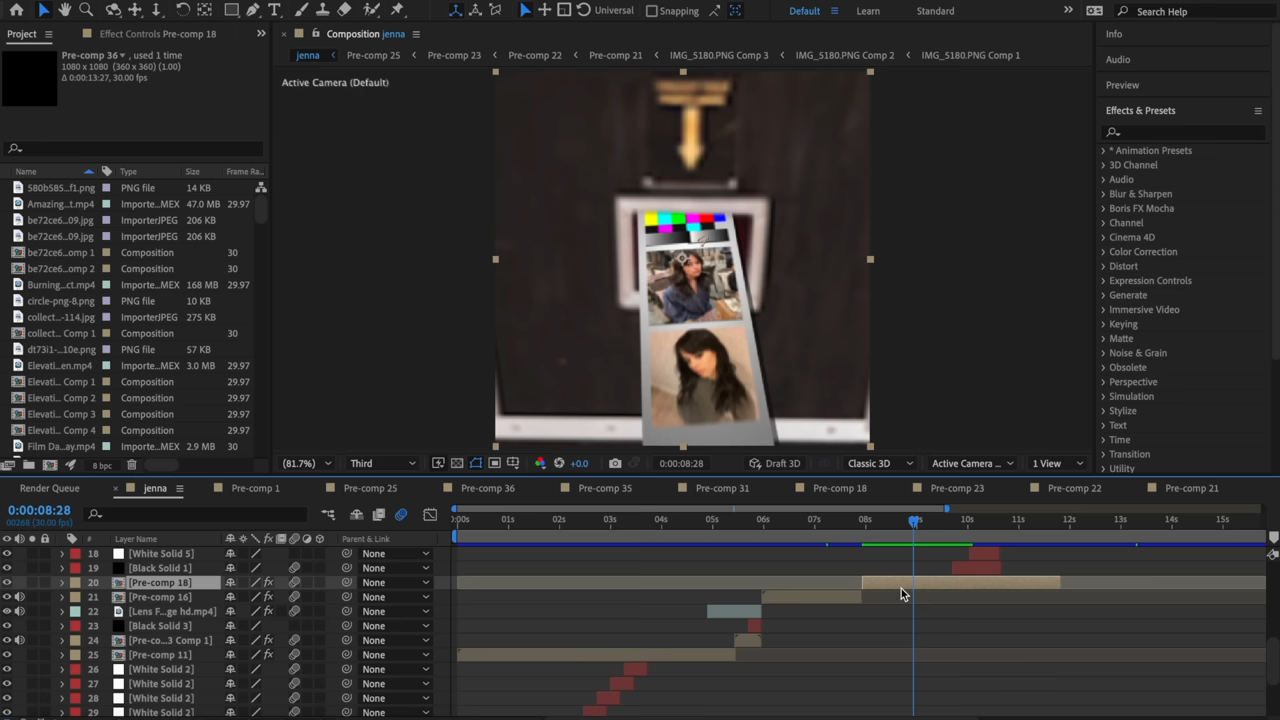 Universal
Snapping
Default
Learn
Standard
Search Help
Project
Effect Controls Pre-comp 18
Composition jenna
Info
Pre-comp 36, used 1 time
1080 x 1080 (360 x 360) (1.00)
Δ 0:00:13:27, 30.00 fps
jenna
Pre-comp 25
Pre-comp 23
Pre-comp 22
Pre-comp 21
IMG_5180.PNG Comp 3
IMG_5180.PNG Comp 2
IMG_5180.PNG Comp 1
Active Camera (Default)
Audio
Preview
Effects & Presets
Name
Type
Size
Frame Ra...
580b585...f1.png PNG file 14 KB
Amazing...t.mp4 Importe...MEX 47.0 MB 29.97
be72ce6...09.jpg ImporterJPEG 206 KB
be72ce6...09.jpg ImporterJPEG 206 KB
be72ce6...omp 1 Composition 30
be72ce6...omp 2 Composition 30
Burning...ct.mp4 Importe...MEX 168 MB 29.97
circle-png-8.png PNG file 10 KB
collect...-114.jpg ImporterJPEG 275 KB
collect... Comp 1 Composition 30
dt73i1-...10e.png PNG file 57 KB
Elevati...en.mp4 Importe...MEX 3.0 MB 29.97
Elevati... Comp 1 Composition 29.97
Elevati... Comp 2 Composition 29.97
Elevati... Comp 3 Composition 29.97
Elevati... Comp 4 Composition 29.97
Film Da...ay.mp4 Importe...MEX 2.9 MB 30
8 bpc
* Animation Presets
3D Channel
Audio
Blur & Sharpen
Boris FX Mocha
Channel
Cinema 4D
Color Correction
Distort
Expression Controls
Generate
Immersive Video
Keying
Matte
Noise & Grain
Obsolete
Perspective
Simulation
Stylize
Text
Time
Transition
Utility
(81.7%)
Third
+0.0
0:00:08:28
Draft 3D
Classic 3D
Active Camera ...
1 View
Render Queue
jenna
Pre-comp 1
Pre-comp 25
Pre-comp 36
Pre-comp 35
Pre-comp 31
Pre-comp 18
Pre-comp 23
Pre-comp 22
Pre-comp 21
0:00:08:28
00268 (30.00 fps)
# Layer Name
fx
Parent & Link
:00s 01s 02s 03s 04s 05s 06s 07s 08s 10s 11s 12s 13s 14s 15s
18 [White Solid 5] None
19 [Black Solid 1] None
20 [Pre-comp 18] fx None
21 [Pre-comp 16] fx None
22 [Lens F...ge hd.mp4] fx None
23 [Black Solid 3] None
24 [Pre-co...3 Comp 1] fx None
25 [Pre-comp 11] fx None
26 [White Solid 2] None
27 [White Solid 2] None
28 [White Solid 2] None
29 [White Solid 2] None